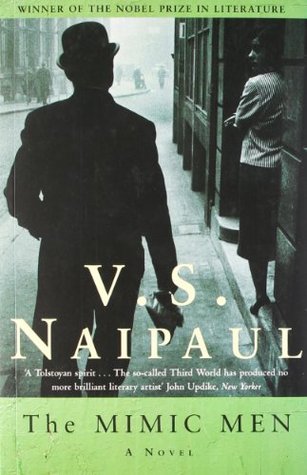 WINNER OF THE NOBEL PRIZE IN LITERATURE
V. S.
NAIPAUL
'A Tolstoyan spirit . . . The so-called Third World has produced no
more brilliant literary artist' John Updike, New Yorker
The MIMIC MEN
A NOVEL